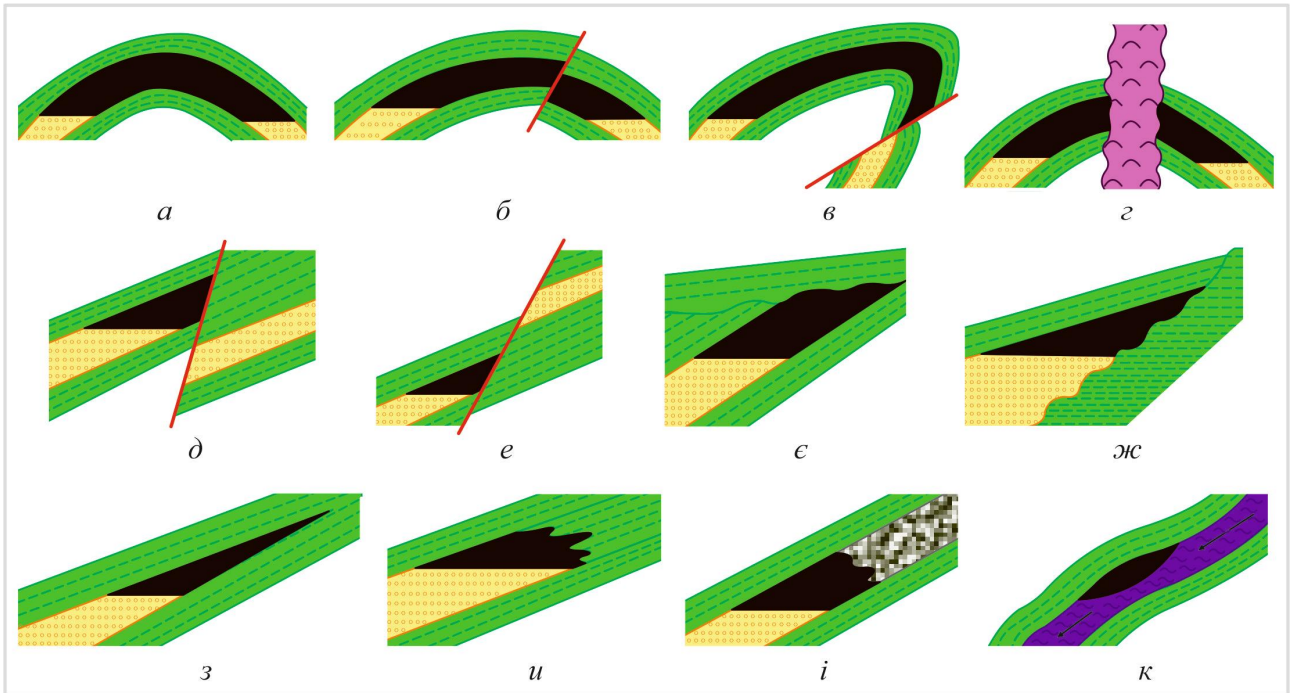 а б в г
д е є ж
з и і к